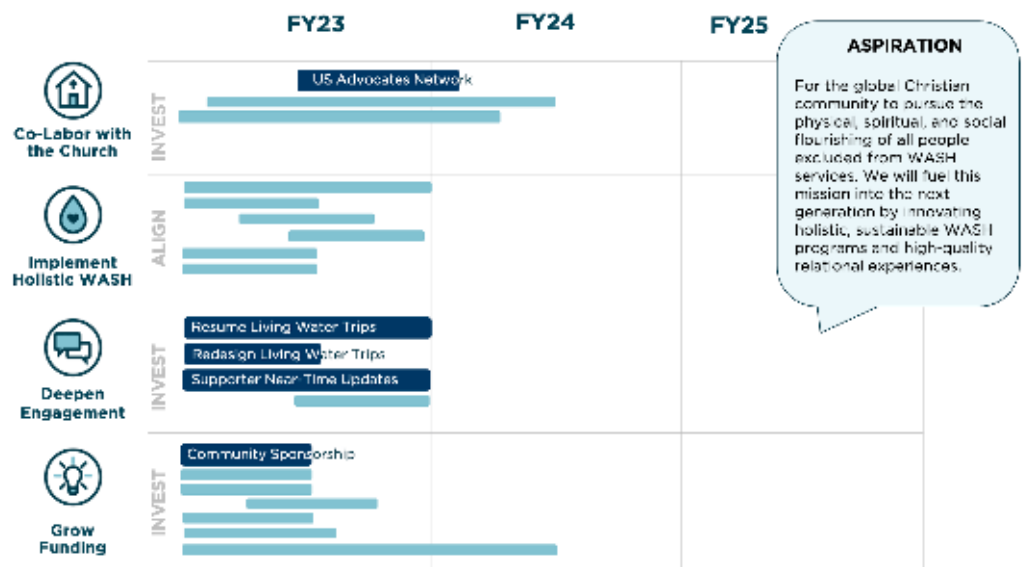 FY23
FY24
FY25
ASPIRATION
For the global Christian
community to pursue the
physical, spiritual, and social
flourishing of all people
excluded from WASH
services. We will fuel this
mission into the next
generation by innovating
holistic, sustainable WASH
programs and high-quality
relational experiences.
Co-Labor with
the Church
INVEST
US Advocates Network
Implement
Holistic WASH
ALIGN
Deepen
Engagement
INVEST
Resume Living Water Trips
Redesign Living Water Trips
Supporter Near-Time Updates
Grow
Funding
INVEST
Community Sponsorship